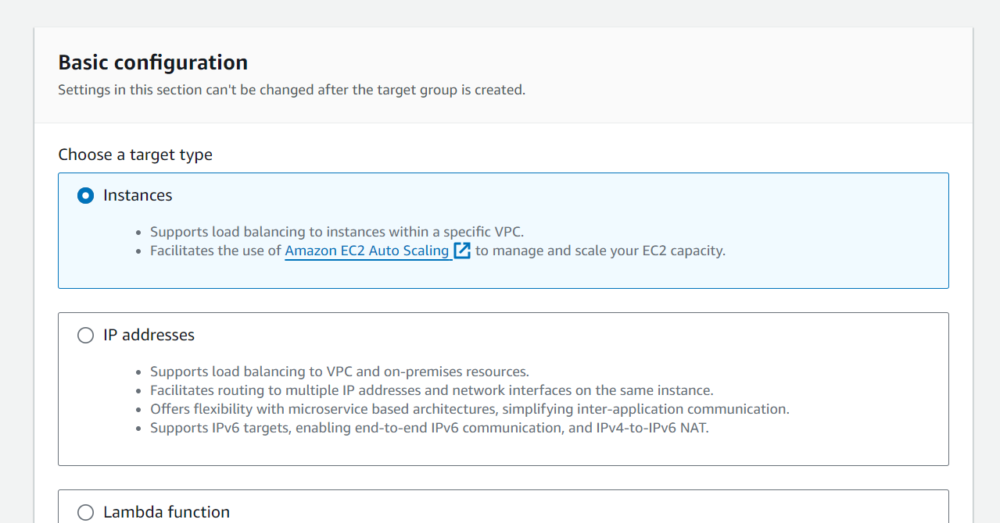 Basic configuration
Settings in this section can't be changed after the target group is created.
Choose a target type
Instances
Supports load balancing to instances within a specific VPC.
Facilitates the use of Amazon EC2 Auto Scaling to manage and scale your EC2 capacity.
IP addresses
Supports load balancing to VPC and on-premises resources.
Facilitates routing to multiple IP addresses and network interfaces on the same instance.
Offers flexibility with microservice based architectures, simplifying inter-application communication.
Supports IPv6 targets, enabling end-to-end IPv6 communication, and IPv4-to-IPv6 NAT.
Lambda function